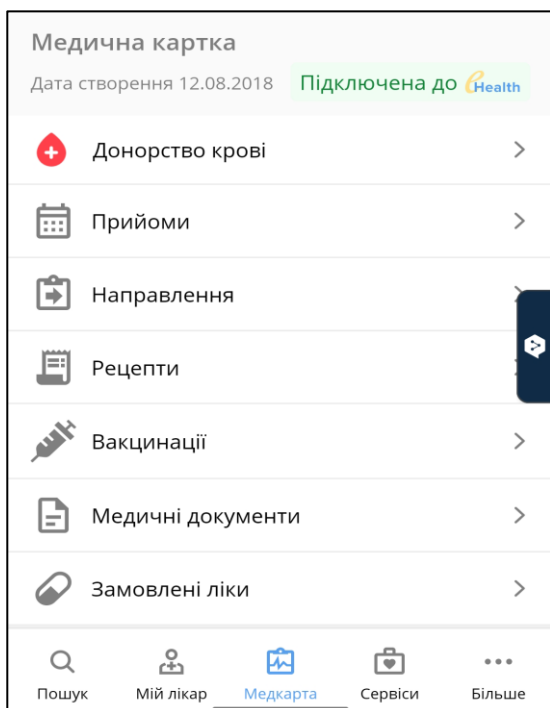 Медична картка
Дата створення 12.08.2018 Підключена до eHealth
Донорство крові
Прийоми
Направлення
Рецепти
Вакцинації
Медичні документи
Замовлені ліки
Пошук Мій лікар Медкарта Сервіси Більше